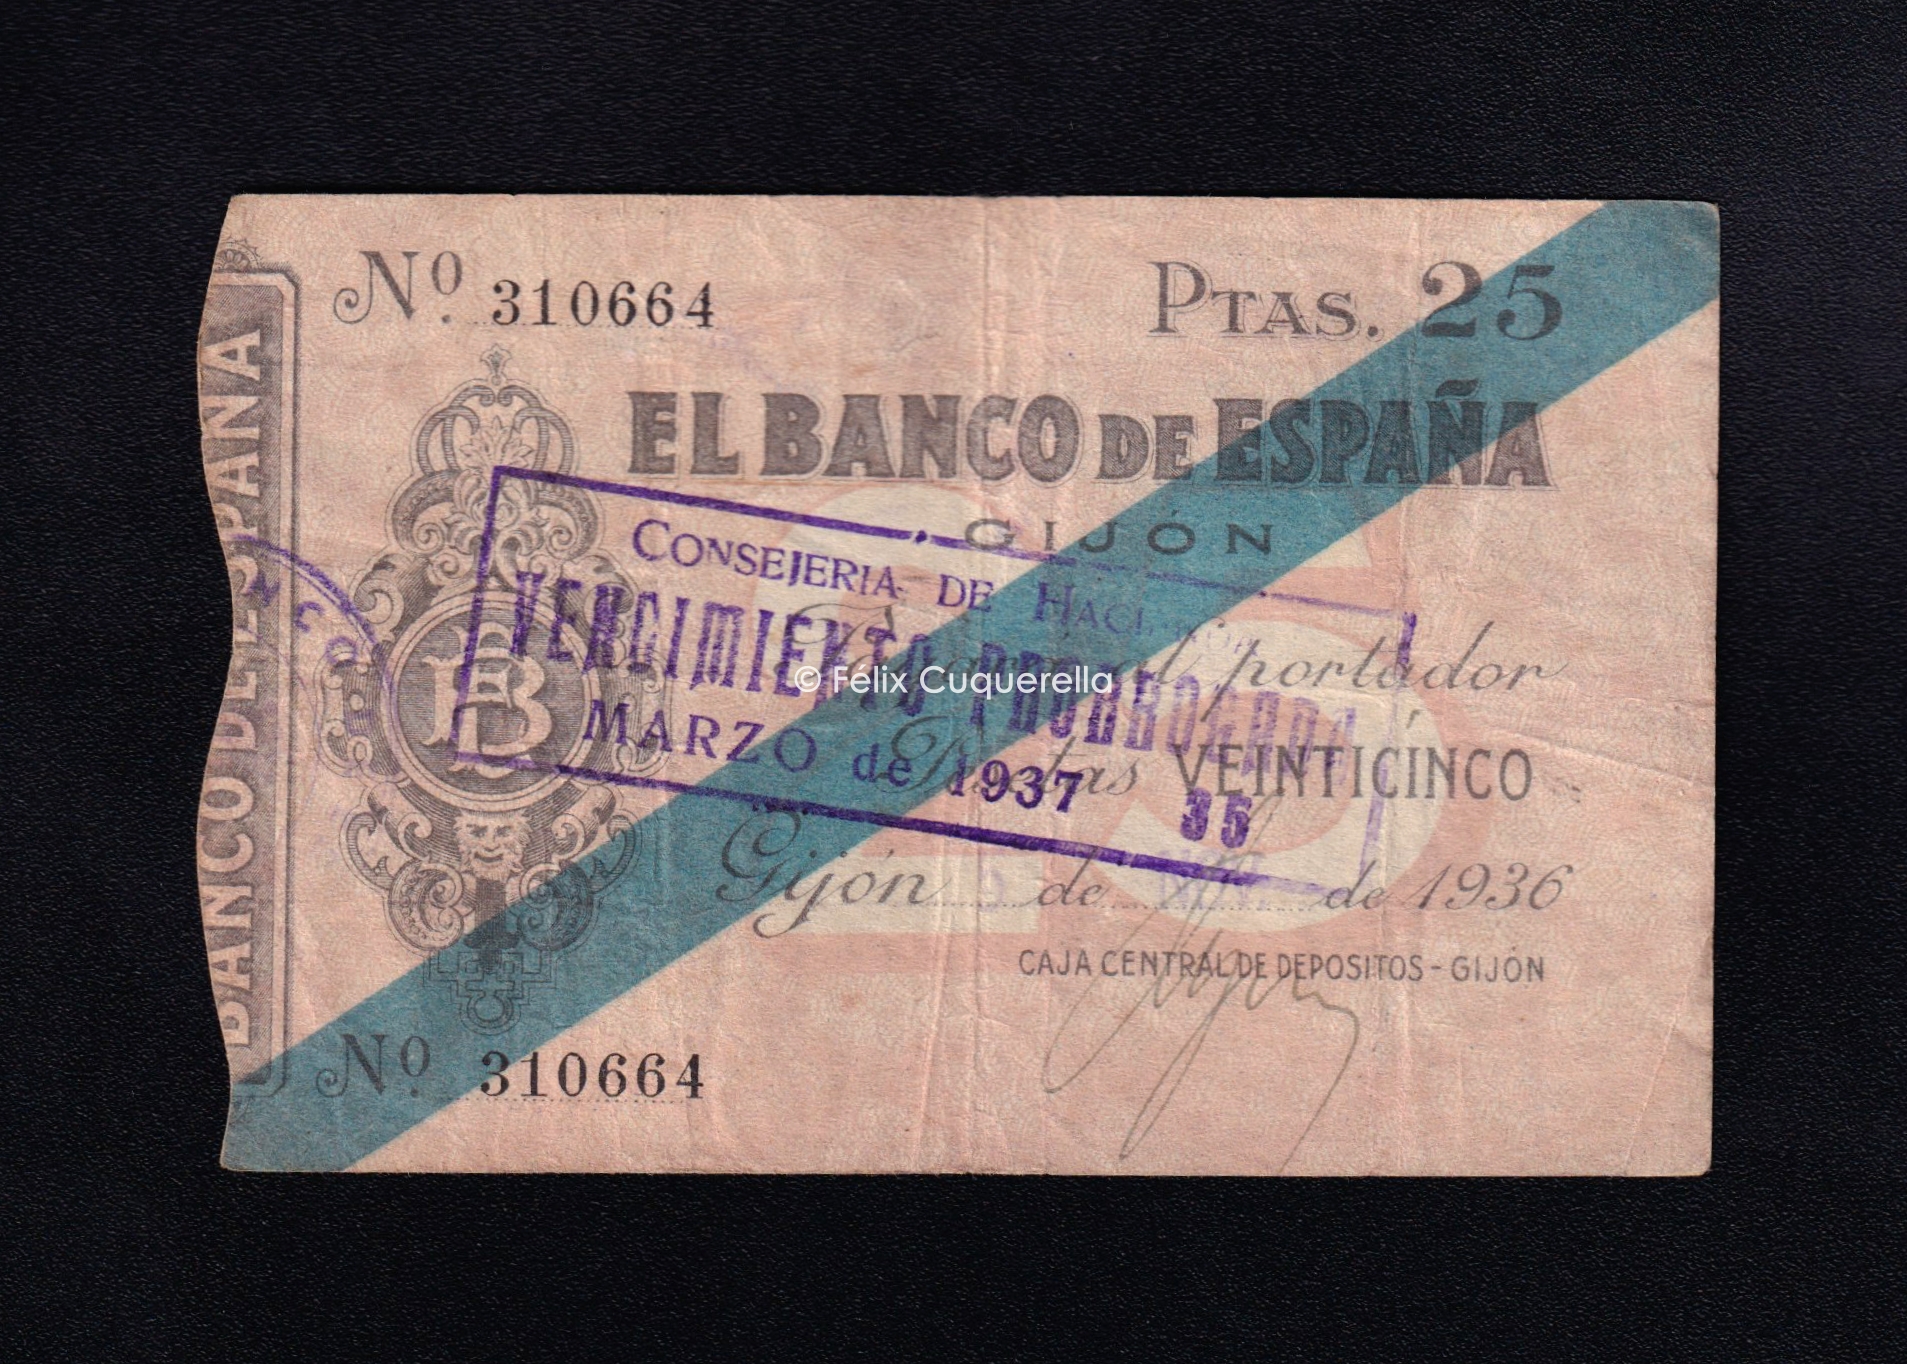 Nº 310664
PTAS. 25
BANCO DE ESPAÑA
EL BANCO DE ESPAÑA
GIJÓN
CONSEJERIA DE
VENCIMIENTO PRORROGADO
MARZO de 1937 35
al portador
© Félix Cuquerella
VEINTICINCO
Gijón de de 1936
CAJA CENTRAL DE DEPOSITOS - GIJÓN
Nº 310664